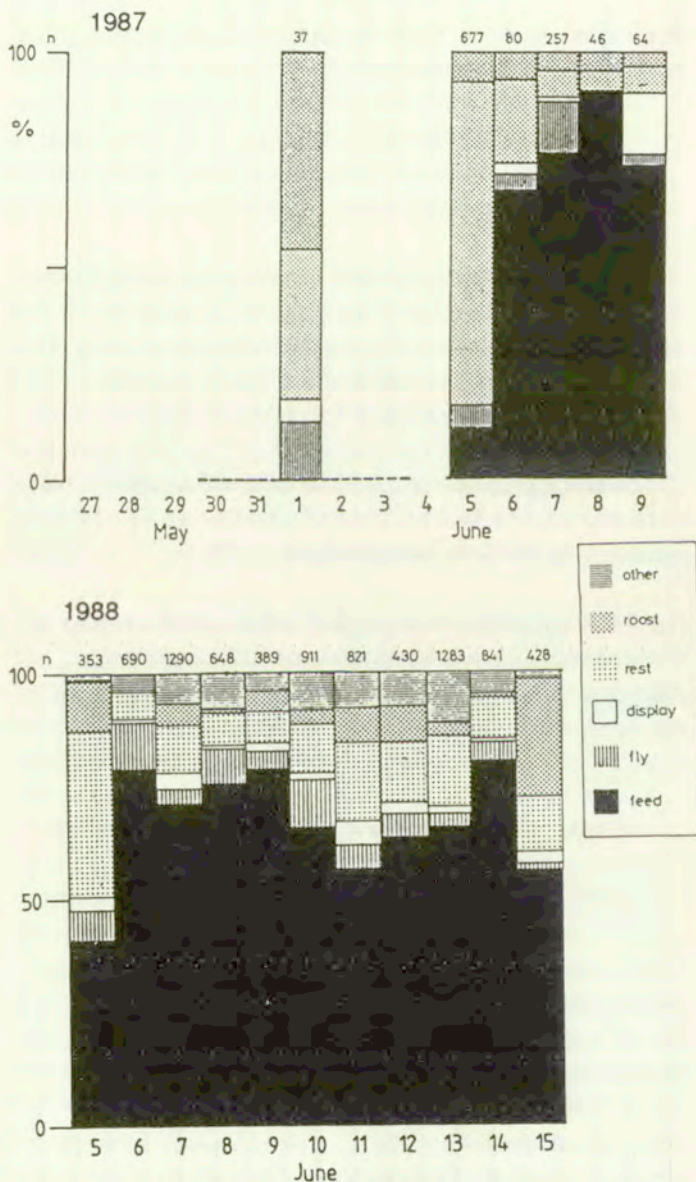 1987
n 37 677 80 257 46 64
100
%
0
27 28 29 30 31 1 2 3 4 5 6 7 8 9
May June
other
roost
rest
display
fly
feed
1988
n 353 690 1290 648 389 911 821 430 1283 841 428
100
50
0
5 6 7 8 9 10 11 12 13 14 15
June